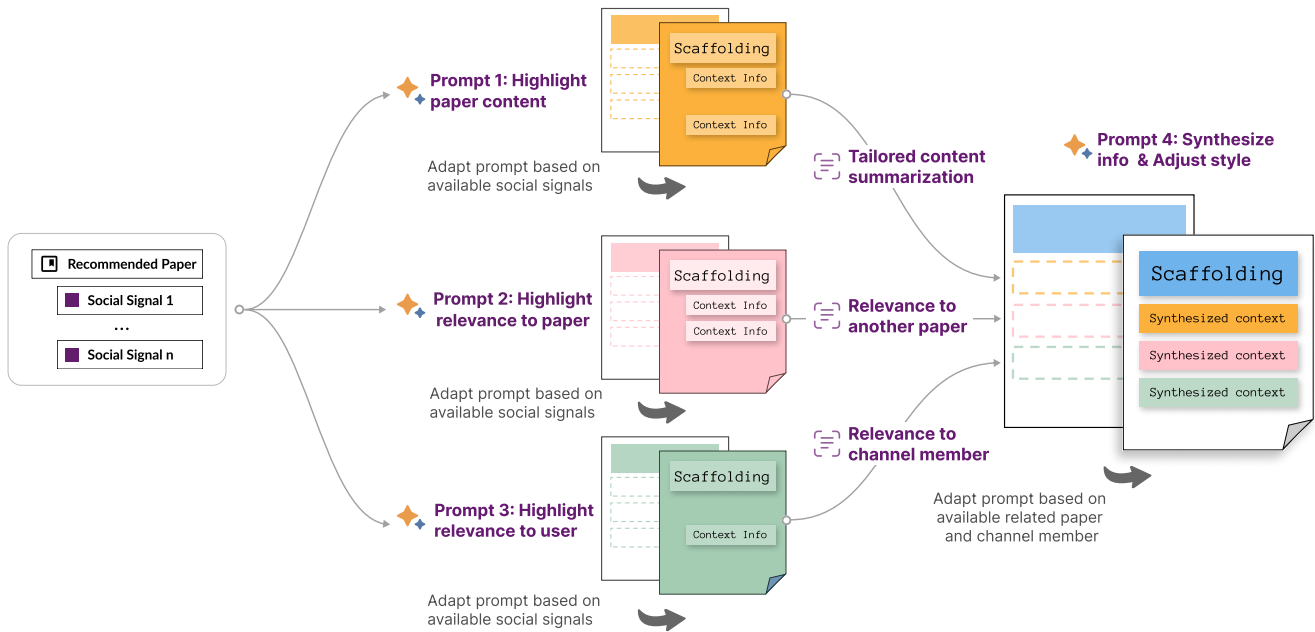 Recommended Paper
Social Signal 1
...
Social Signal n
Prompt 1: Highlight
paper content
Adapt prompt based on
available social signals
Scaffolding
Context Info
Context Info
Prompt 2: Highlight
relevance to paper
Adapt prompt based on
available social signals
Scaffolding
Context Info
Context Info
Prompt 3: Highlight
relevance to user
Adapt prompt based on
available social signals
Scaffolding
Context Info
Tailored content
summarization
Relevance to
another paper
Relevance to
channel member
Prompt 4: Synthesize
info & Adjust style
Scaffolding
Synthesized context
Synthesized context
Synthesized context
Adapt prompt based on
available related paper
and channel member